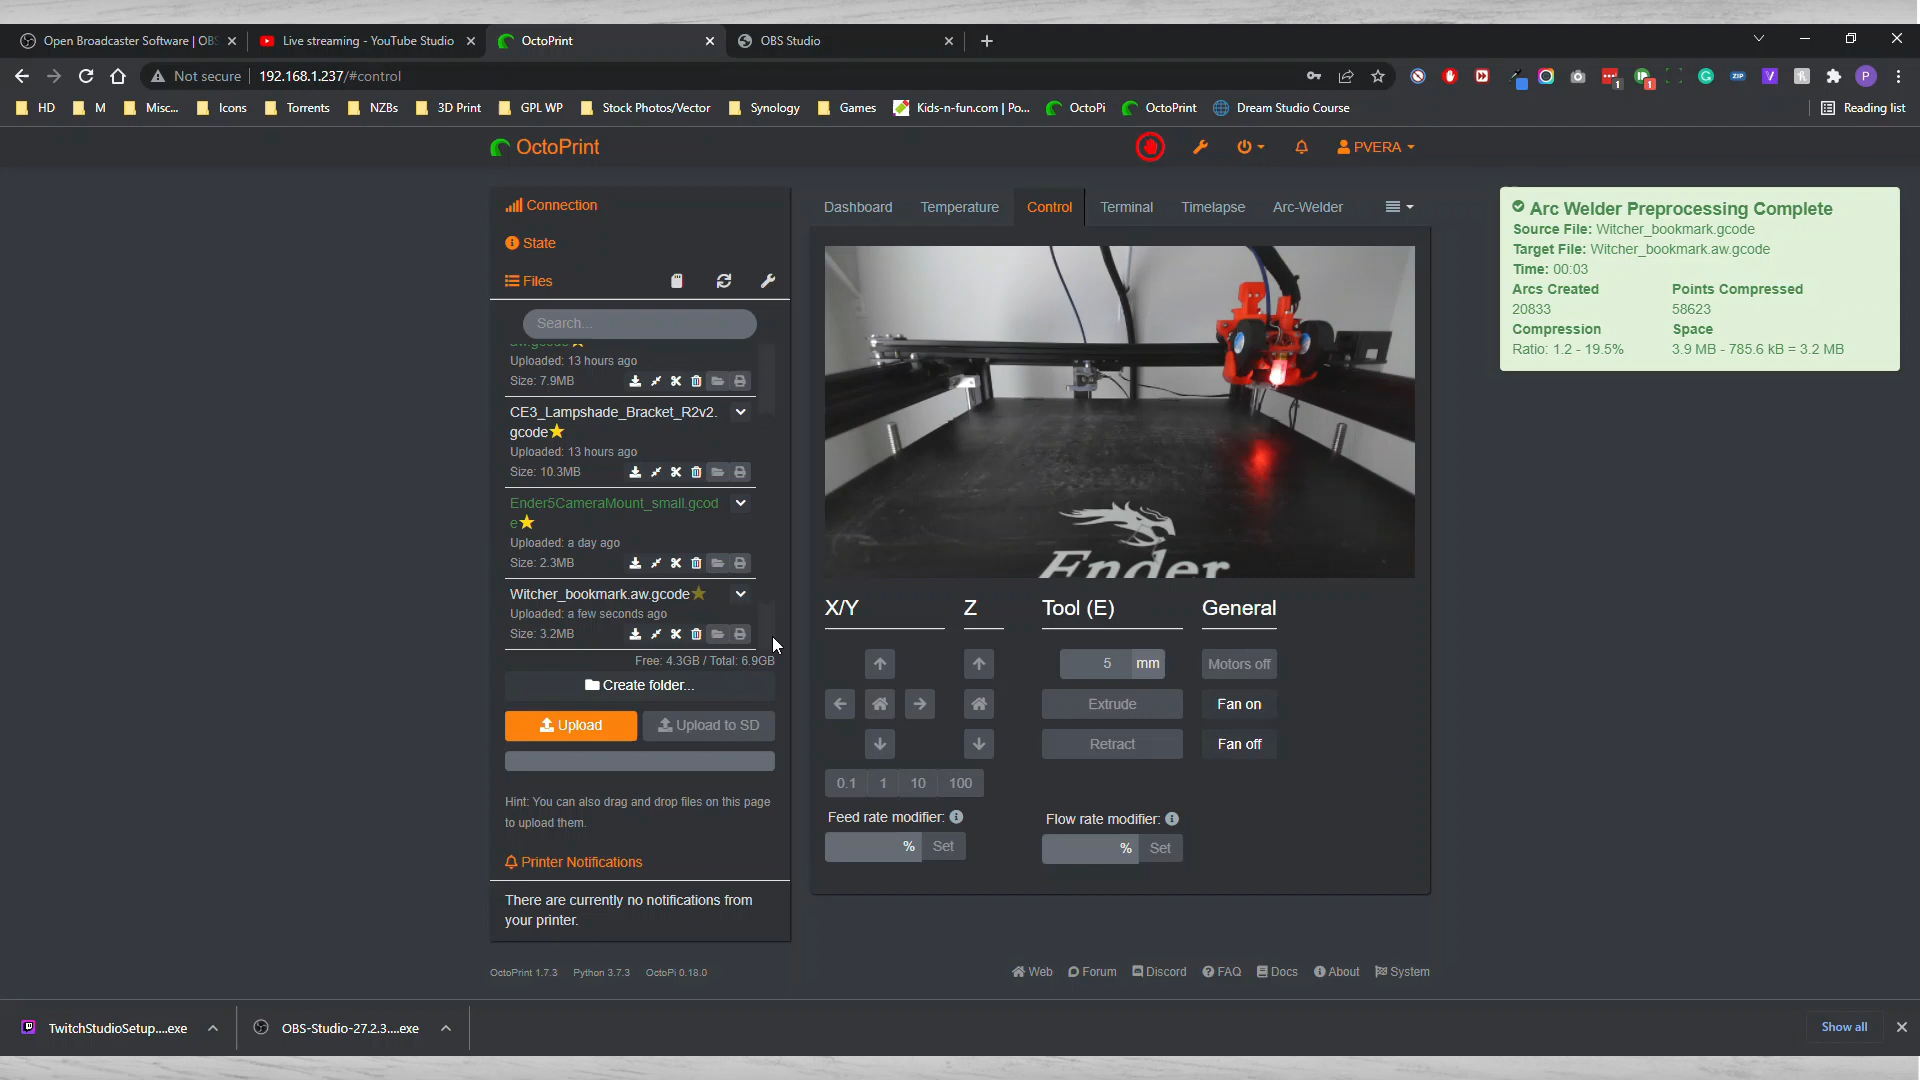 Open Broadcaster Software | OBS
Live streaming - YouTube Studio
OctoPrint
OBS Studio
Not secure
192.168.1.237/#control
HD
M
Misc...
Icons
Torrents
NZBs
3D Print
GPL WP
Stock Photos/Vector
Synology
Games
Kids-n-fun.com | Po...
OctoPi
OctoPrint
Dream Studio Course
Reading list
OctoPrint
PVERA
Connection
State
Files
Search...
aw.gcode
Uploaded: 13 hours ago
Size: 7.9MB
CE3_Lampshade_Bracket_R2v2.
gcode
Uploaded: 13 hours ago
Size: 10.3MB
Ender5CameraMount_small.gcod
e
Uploaded: a day ago
Size: 2.3MB
Witcher_bookmark.aw.gcode
Uploaded: a few seconds ago
Size: 3.2MB
Free: 4.3GB / Total: 6.9GB
Create folder...
Upload
Upload to SD
Hint: You can also drag and drop files on this page
to upload them.
Printer Notifications
There are currently no notifications from
your printer.
Dashboard
Temperature
Control
Terminal
Timelapse
Arc-Welder
Ender
X/Y
Z
Tool (E)
General
5 mm
Motors off
Extrude
Fan on
Retract
Fan off
0.1 1 10 100
Feed rate modifier:
% Set
Flow rate modifier:
% Set
Arc Welder Preprocessing Complete
Source File: Witcher_bookmark.gcode
Target File: Witcher_bookmark.aw.gcode
Time: 00:03
Arcs Created Points Compressed
20833 58623
Compression Space
Ratio: 1.2 - 19.5% 3.9 MB - 785.6 kB = 3.2 MB
OctoPrint 1.7.3 Python 3.7.3 OctoPi 0.18.0
Web Forum Discord FAQ Docs About System
TwitchStudioSetup....exe
OBS-Studio-27.2.3....exe
Show all